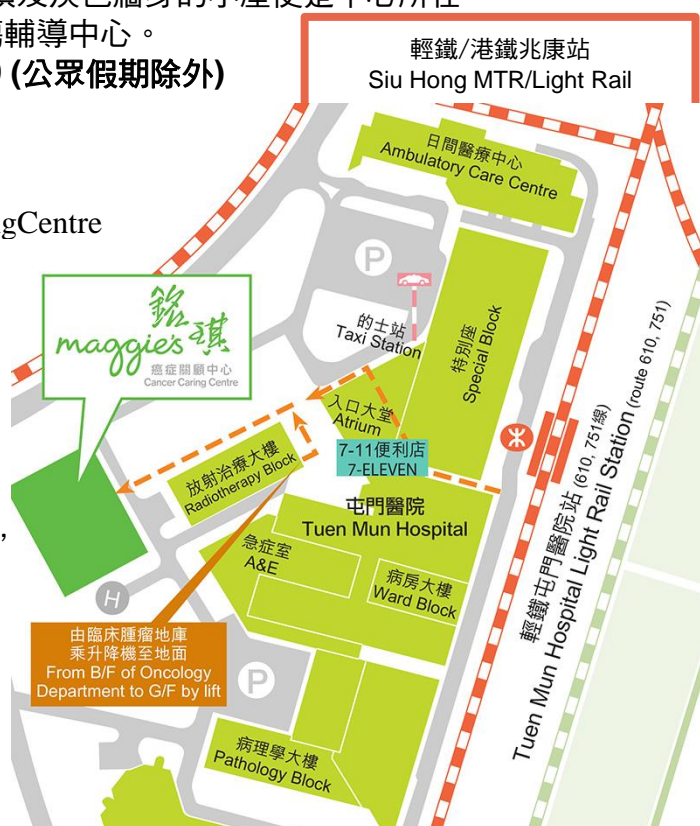 輔導中心。
(公眾假期除外)
輕鐵/港鐵兆康站
Siu Hong MTR/Light Rail
日間醫療中心
Ambulatory Care Centre
ngCentre
P
銘琪
maggie's
癌症關顧中心
Cancer Caring Centre
的士站
Taxi Station
特別座
Special Block
入口大堂
Atrium
7-11便利店
7-ELEVEN
放射治療大樓
Radiotherapy Block
屯門醫院
Tuen Mun Hospital
急症室
A&E
病房大樓
Ward Block
H
由臨床腫瘤地庫
乘升降機至地面
From B/F of Oncology
Department to G/F by lift
P
病理學大樓
Pathology Block
輕鐵屯門醫院站 (610, 751線)
Tuen Mun Hospital Light Rail Station (route 610, 751)